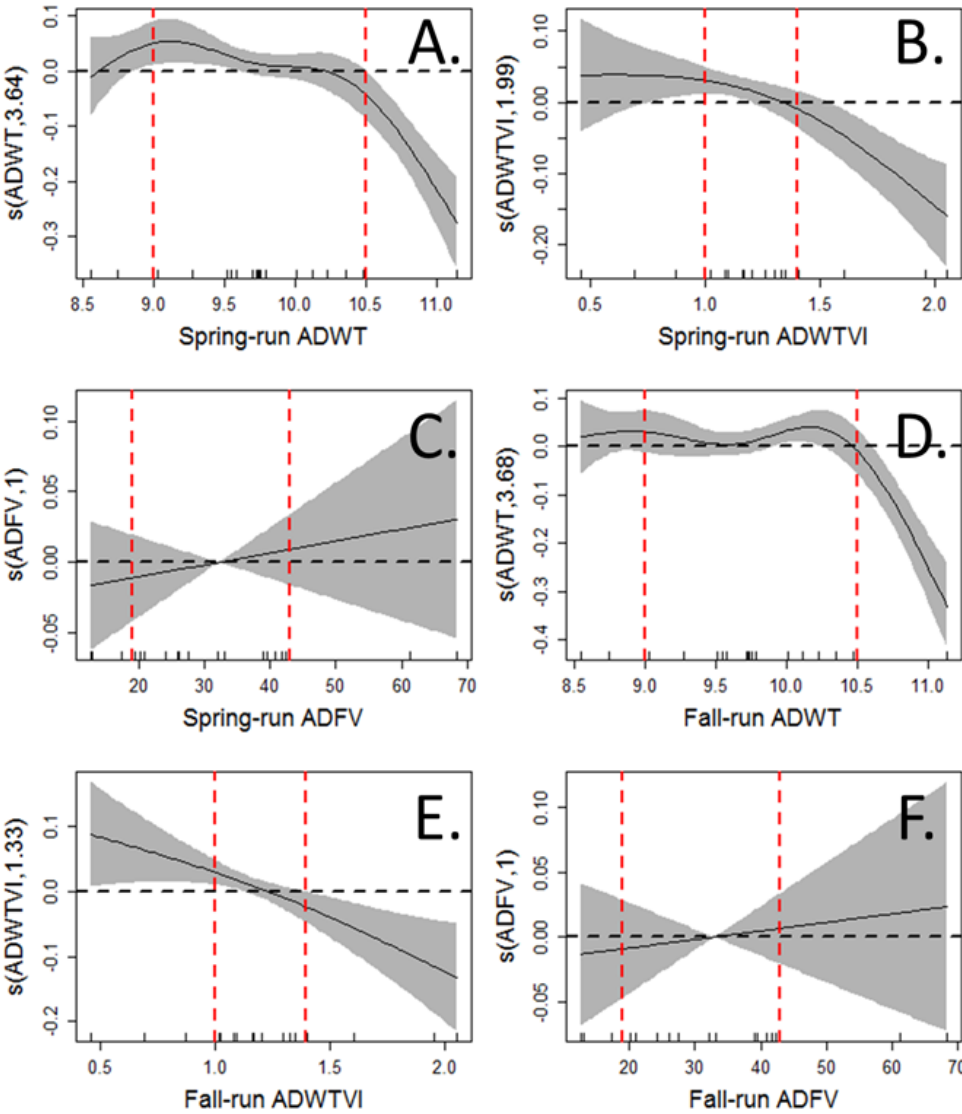 A.
s(ADWT,3.64)
0.1
0.0
-0.1
-0.2
-0.3
8.5 9.0 9.5 10.0 10.5 11.0
Spring-run ADWT
B.
s(ADWTVI,1.99)
0.10
0.00
-0.10
-0.20
0.5 1.0 1.5 2.0
Spring-run ADWTVI
C.
s(ADFV,1)
0.10
0.05
0.00
-0.05
20 30 40 50 60 70
Spring-run ADFV
D.
s(ADWT,3.68)
0.1
0.0
-0.1
-0.2
-0.3
-0.4
8.5 9.0 9.5 10.0 10.5 11.0
Fall-run ADWT
E.
s(ADWTVI,1.33)
0.1
0.0
-0.1
-0.2
0.5 1.0 1.5 2.0
Fall-run ADWTVI
F.
s(ADFV,1)
0.10
0.05
0.00
-0.05
20 30 40 50 60 70
Fall-run ADFV